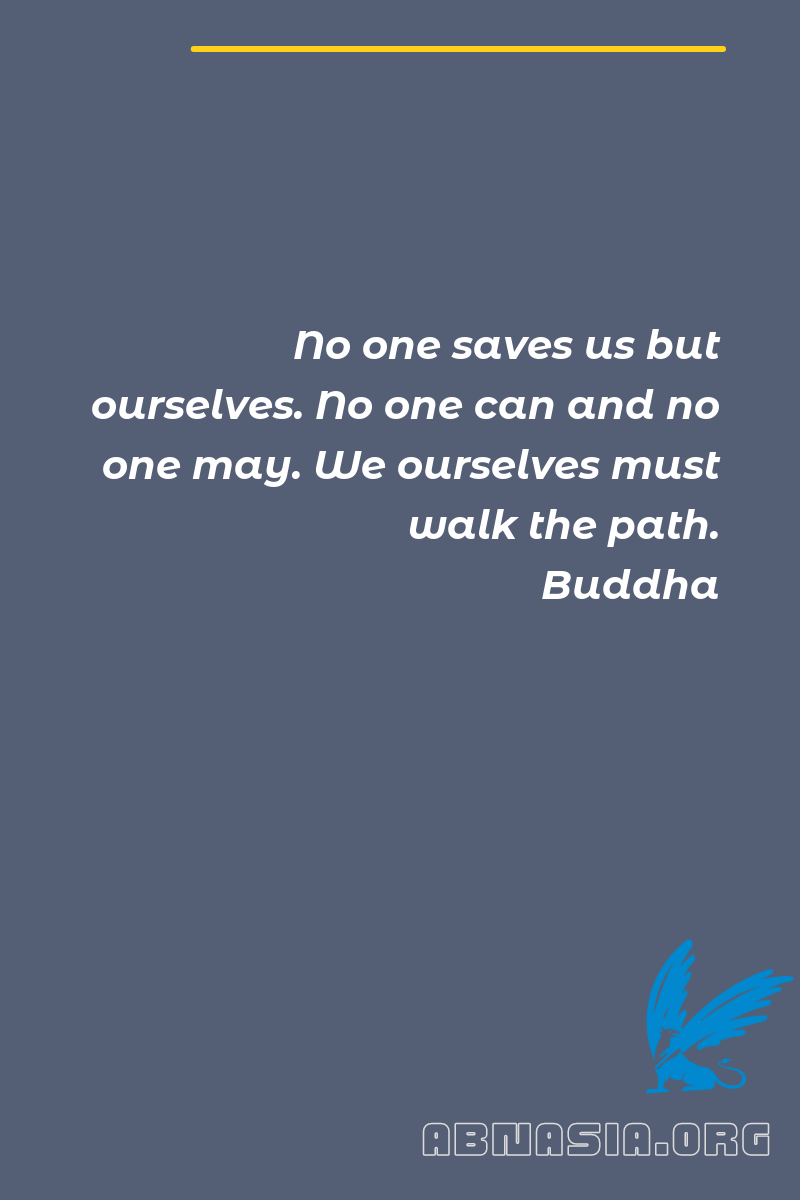 No one saves us but
ourselves. No one can and no
one may. We ourselves must
walk the path.
Buddha
ABNASIA.ORG